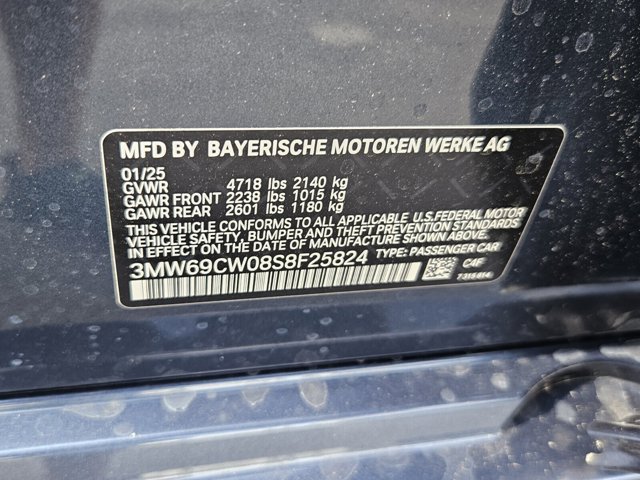 MFD BY BAYERISCHE MOTOREN WERKE AG
01/25
GVWR 4718 lbs 2140 kg
GAWR FRONT 2238 lbs 1015 kg
GAWR REAR 2601 lbs 1180 kg
THIS VEHICLE CONFORMS TO ALL APPLICABLE U.S.FEDERAL MOTOR
VEHICLE SAFETY, BUMPER AND THEFT PREVENTION STANDARDS
IN EFFECT ON THE DATE OF MANUFACTURE SHOWN ABOVE.
3MW69CW08S8F25824 TYPE: PASSENGER CAR
C4F
7315614